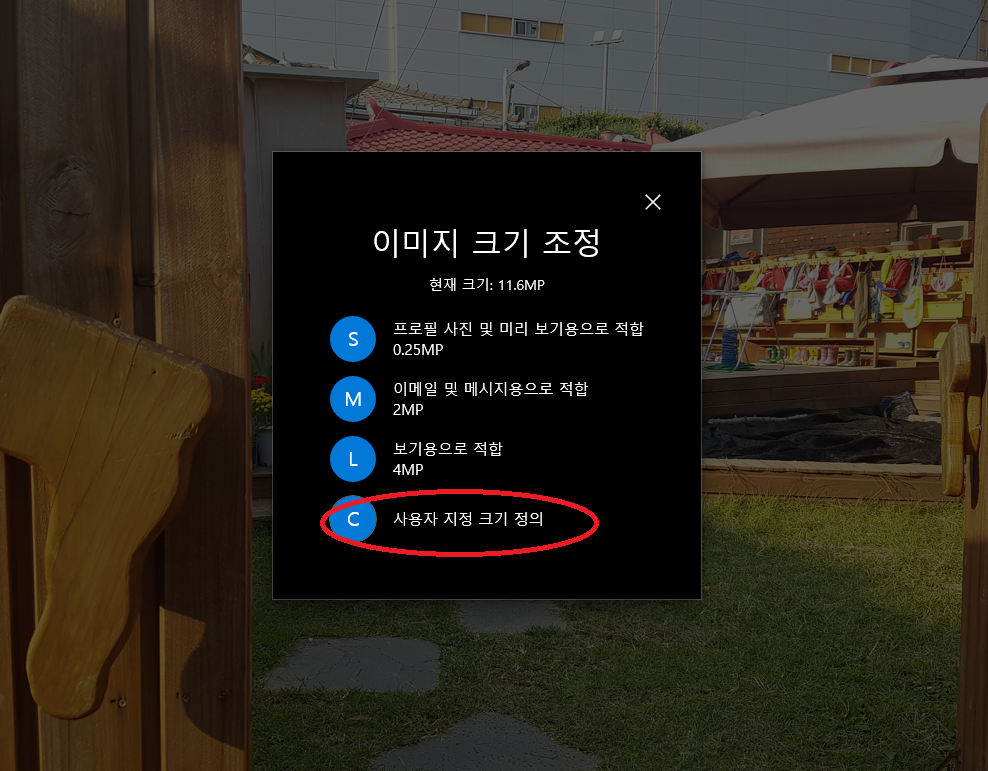 이미지 크기 조정
현재 크기: 11.6MP
S
프로필 사진 및 미리 보기용으로 적합
0.25MP
M
이메일 및 메시지용으로 적합
2MP
L
보기용으로 적합
4MP
C
사용자 지정 크기 정의